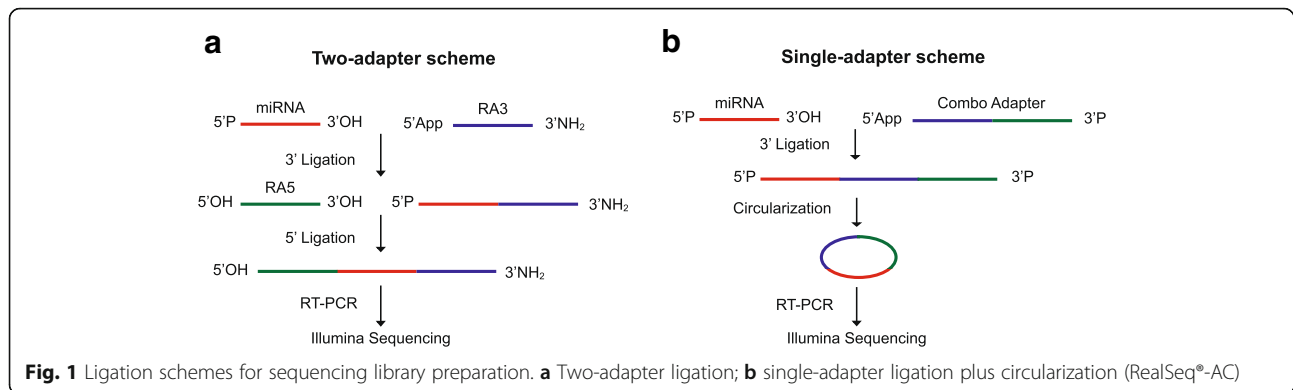 a
Two-adapter scheme
miRNA
5'P
3'OH
RA3
5'App
3'NH₂
3' Ligation
RA5
5'OH
3'OH
5'P
3'NH₂
5' Ligation
5'OH
3'NH₂
RT-PCR
Illumina Sequencing
b
Single-adapter scheme
miRNA
5'P
3'OH
Combo Adapter
5'App
3'P
3' Ligation
5'P
3'P
Circularization
RT-PCR
Illumina Sequencing
Fig. 1 Ligation schemes for sequencing library preparation. a Two-adapter ligation; b single-adapter ligation plus circularization (RealSeq®-AC)